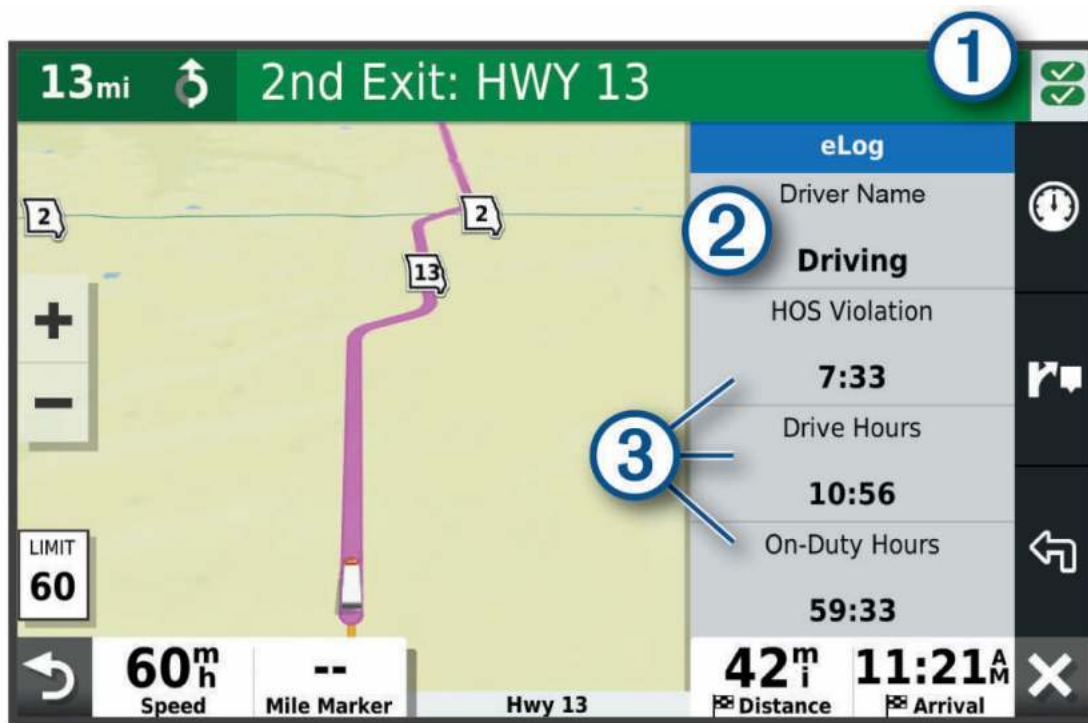 1
13mi 2nd Exit: HWY 13
eLog
Driver Name
2
Driving
2
2
13
HOS Violation
7:33
+
−
3
Drive Hours
10:56
On-Duty Hours
59:33
LIMIT
60
60mh
Speed
--
Mile Marker
Hwy 13
42mi
Distance
11:21AM
Arrival